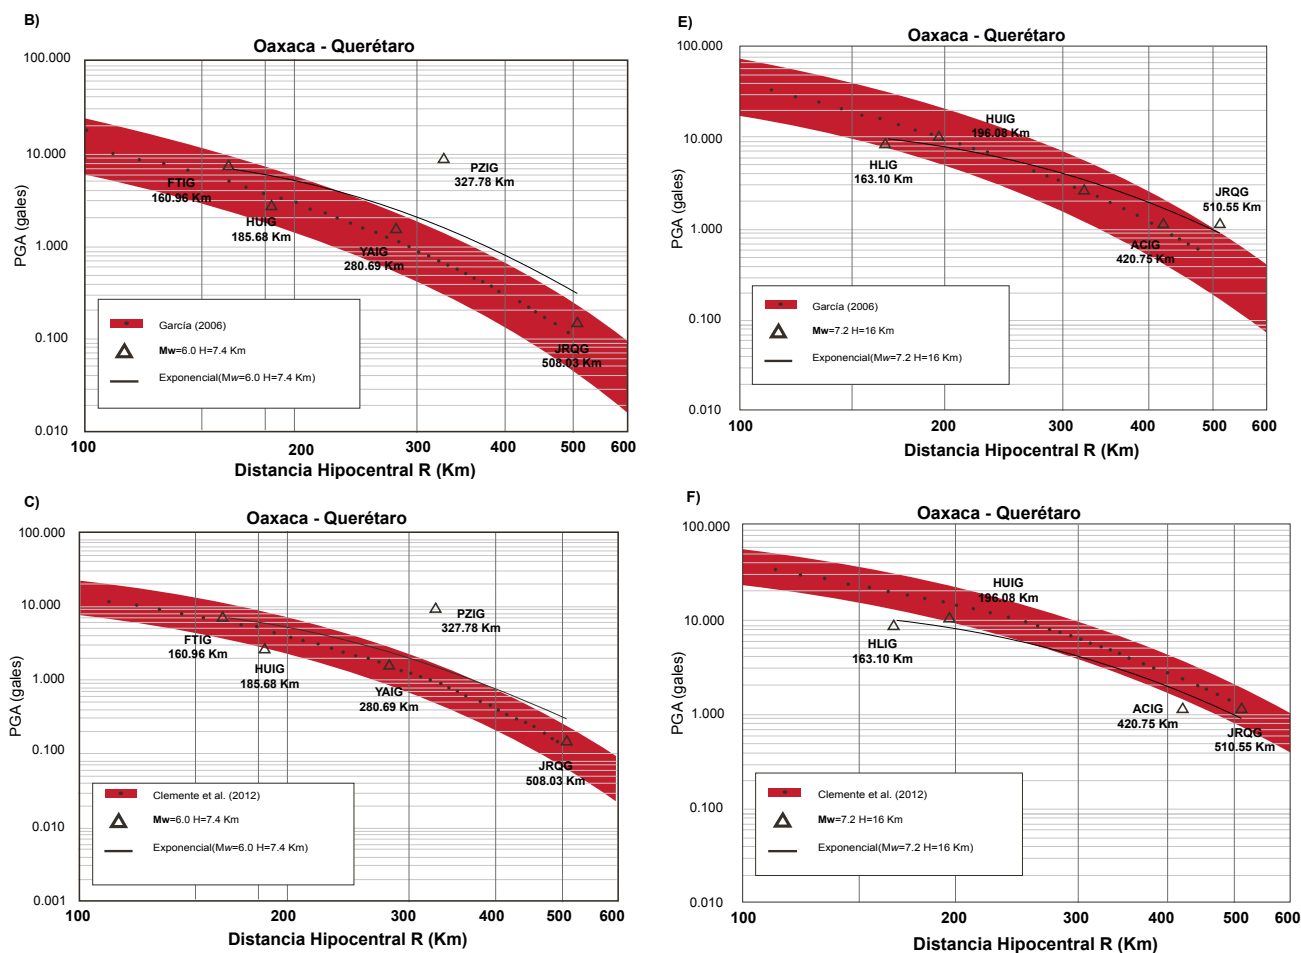 B)
Oaxaca - Querétaro
100.000
10.000
1.000
0.100
0.010
PGA (gales)
FTIG
160.96 Km
HUIG
185.68 Km
YAIG
280.69 Km
PZIG
327.78 Km
JRQG
508.03 Km
García (2006)
Mw=6.0 H=7.4 Km
Exponencial(Mw=6.0 H=7.4 Km)
100 200 300 400 500 600
Distancia Hipocentral R (Km)
E)
Oaxaca - Querétaro
100.000
10.000
1.000
0.100
0.010
PGA (gales)
HUIG
196.08 Km
HLIG
163.10 Km
JRQG
510.55 Km
ACIG
420.75 Km
García (2006)
Mw=7.2 H=16 Km
Exponencial(Mw=7.2 H=16 Km)
100 200 300 400 500 600
Distancia Hipocentral R (Km)
C)
Oaxaca - Querétaro
100.000
10.000
1.000
0.100
0.010
0.001
PGA (gales)
FTIG
160.96 Km
HUIG
185.68 Km
YAIG
280.69 Km
PZIG
327.78 Km
JRQG
508.03 Km
Clemente et al. (2012)
Mw=6.0 H=7.4 Km
Exponencial(Mw=6.0 H=7.4 Km)
100 200 300 400 500 600
Distancia Hipocentral R (Km)
F)
Oaxaca - Querétaro
100.000
10.000
1.000
0.100
0.010
PGA (gales)
HUIG
196.08 Km
HLIG
163.10 Km
ACIG
420.75 Km
JRQG
510.55 Km
Clemente et al. (2012)
Mw=7.2 H=16 Km
Exponencial(Mw=7.2 H=16 Km)
100 200 300 400 500 600
Distancia Hipocentral R (Km)